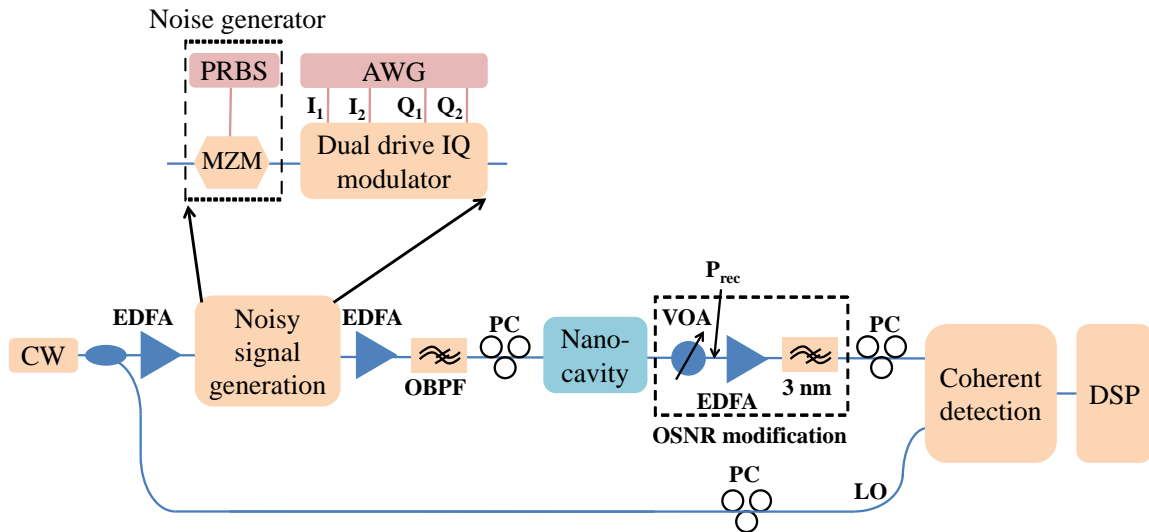 Noise generator
PRBS
AWG
I1 I2 Q1 Q2
MZM
Dual drive IQ
modulator
Prec
EDFA
EDFA
VOA
PC
PC
CW
Noisy
signal
generation
OBPF
Nano-
cavity
EDFA
3 nm
Coherent
detection
DSP
OSNR modification
PC
LO